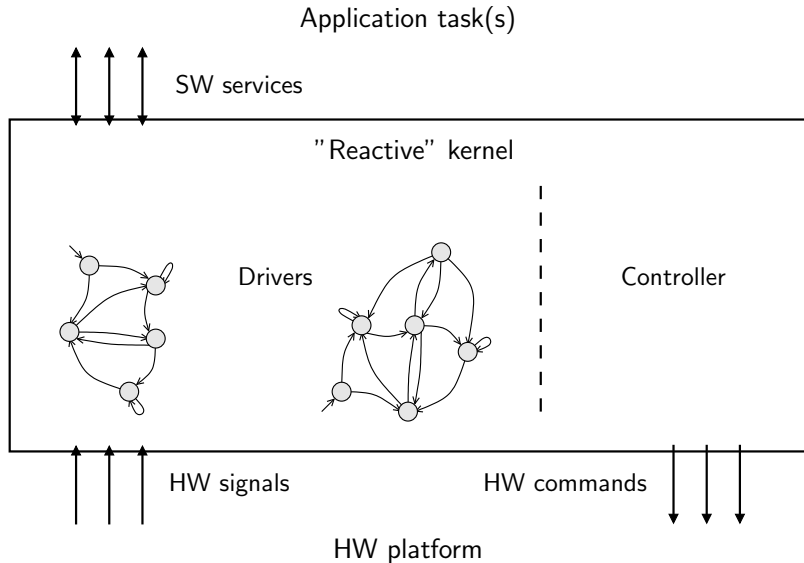 Application task(s)
SW services
”Reactive” kernel
Drivers
Controller
HW signals
HW commands
HW platform